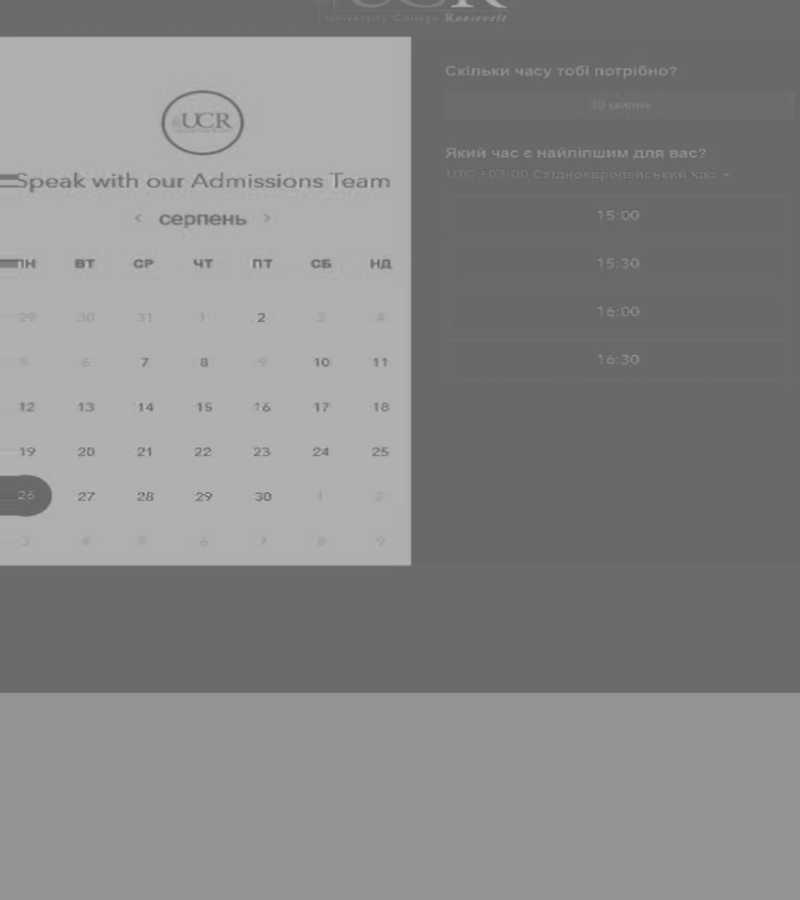 UCR
University College Roosevelt
UCR
Speak with our Admissions Team
‹ серпень ›
ПН ВТ СР ЧТ ПТ СБ НД
29 30 31 1 2 3 4
5 6 7 8 9 10 11
12 13 14 15 16 17 18
19 20 21 22 23 24 25
26 27 28 29 30 1 2
3 4 5 6 7 8 9
Скільки часу тобі потрібно?
30 хвилин
Який час є найліпшим для вас?
UTC +03:00 Східноєвропейський час
15:00
15:30
16:00
16:30